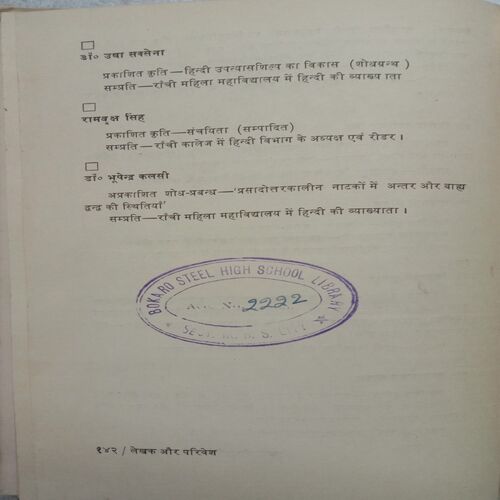 डॉ० उषा सक्सेना
प्रकाशित कृति—हिन्दी उपन्यासशिल्प का विकास (शोधग्रन्थ)
सम्प्रति—राँची महिला महाविद्यालय में हिन्दी की व्याख्याता
रामवृक्ष सिंह
प्रकाशित कृति—संचयिता (सम्पादित)
सम्प्रति—राँची कालेज में हिन्दी विभाग के अध्यक्ष एवं रीडर।
डॉ० भूपेन्द्र कलसी
अप्रकाशित शोध-प्रबन्ध—'प्रसादोत्तरकालीन नाटकों में अन्तर और बाह्य
द्वन्द्व की स्थितियाँ'
सम्प्रति—राँची महिला महाविद्यालय में हिन्दी की व्याख्याता।
BOKARO STEEL HIGH SCHOOL LIBRARY
No. 2222
१४२ / लेखक और परिवेश